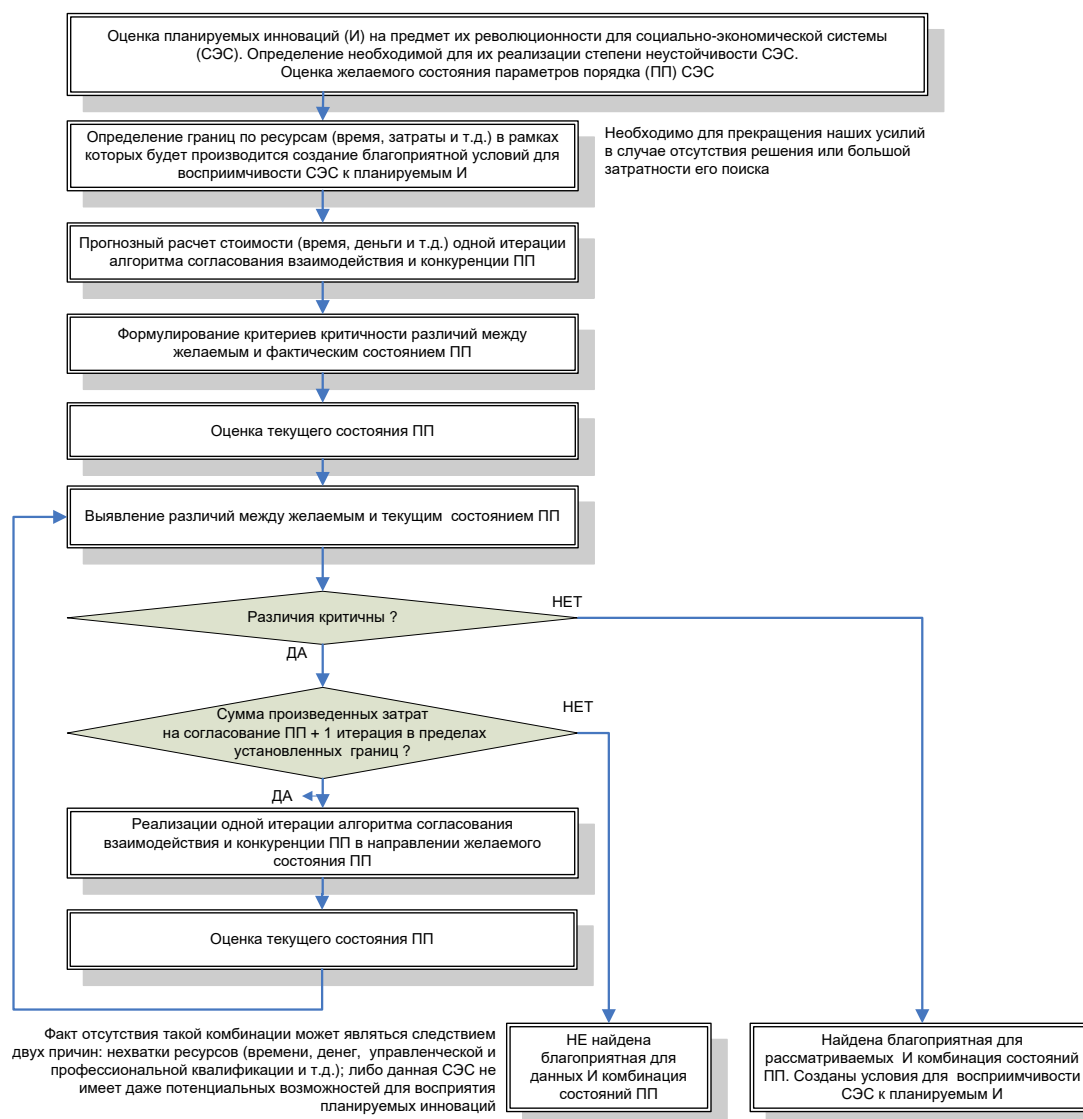 Оценка планируемых инноваций (И) на предмет их революционности для социально-экономической системы
(СЭС). Определение необходимой для их реализации степени неустойчивости СЭС.
Оценка желаемого состояния параметров порядка (ПП) СЭС
Определение границ по ресурсам (время, затраты и т.д.) в рамках
которых будет производится создание благоприятной условий для
восприимчивости СЭС к планируемым И
Необходимо для прекращения наших усилий
в случае отсутствия решения или большой
затратности его поиска
Прогнозный расчет стоимости (время, деньги и т.д.) одной итерации
алгоритма согласования взаимодействия и конкуренции ПП
Формулирование критериев критичности различий между
желаемым и фактическим состоянием ПП
Оценка текущего состояния ПП
Выявление различий между желаемым и текущим состоянием ПП
Различия критичны ?
НЕТ
ДА
Сумма произведенных затрат
на согласование ПП + 1 итерация в пределах
установленных границ ?
НЕТ
ДА
Реализации одной итерации алгоритма согласования
взаимодействия и конкуренции ПП в направлении желаемого
состояния ПП
Оценка текущего состояния ПП
Факт отсутствия такой комбинации может являться следствием
двух причин: нехватки ресурсов (времени, денег, управленческой и
профессиональной квалификации и т.д.); либо данная СЭС не
имеет даже потенциальных возможностей для восприятия
планируемых инноваций
НЕ найдена
благоприятная для
данных И комбинация
состояний ПП
Найдена благоприятная для
рассматриваемых И комбинация состояний
ПП. Созданы условия для восприимчивости
СЭС к планируемым И